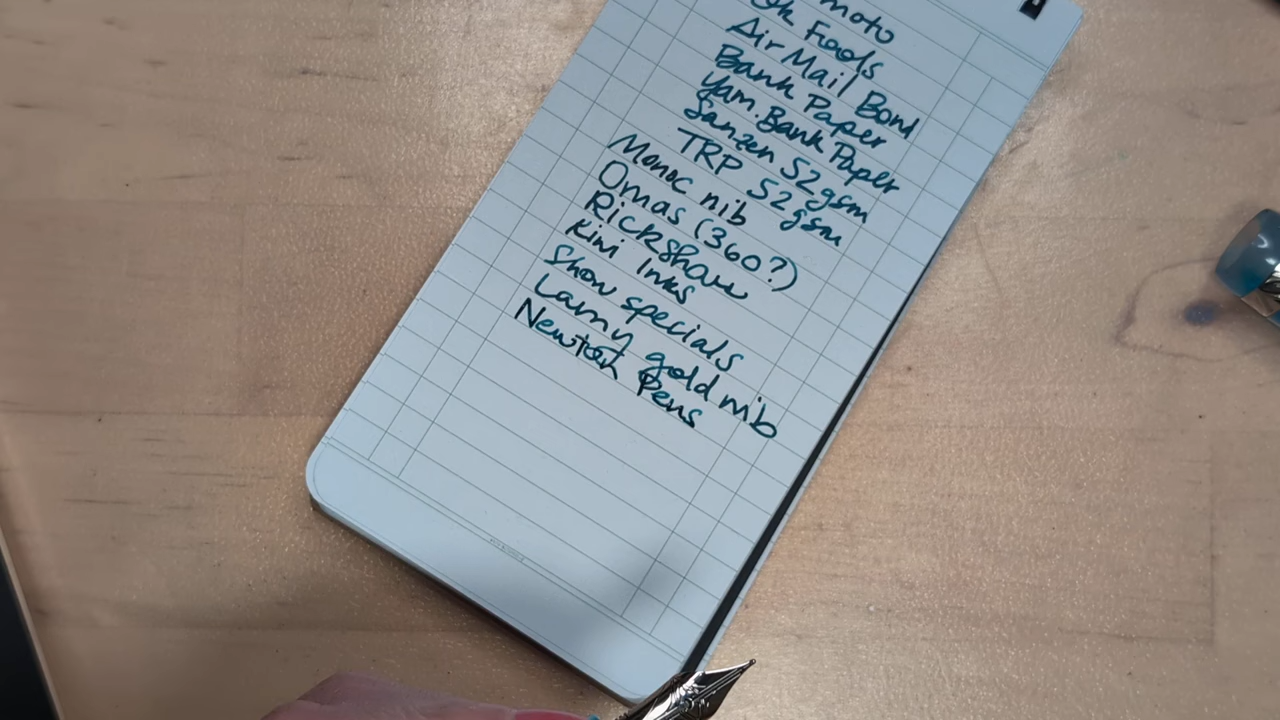 moto
Ok Fools
Air Mail Bond
Bank Paper
Yam. Bank Paper
Sanzen 52gsm
TRP 52gsm
Monoc nib
Omas (360?)
Rickshaw
Kiwi Inks
Show specials
Lamy gold nib
Newton Pens